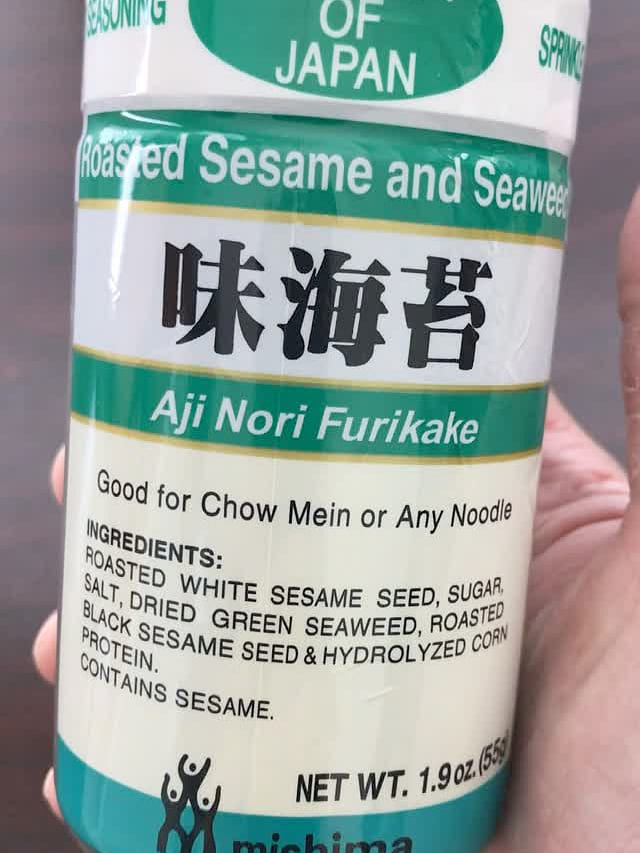 SEASONING
OF
JAPAN
Roasted Sesame and Seaweed
味海苔
Aji Nori Furikake
Good for Chow Mein or Any Noodle
INGREDIENTS:
ROASTED WHITE SESAME SEED, SUGAR,
SALT, DRIED GREEN SEAWEED, ROASTED
BLACK SESAME SEED & HYDROLYZED CORN
PROTEIN.
CONTAINS SESAME.
NET WT. 1.9 oz. (55g)
mishima